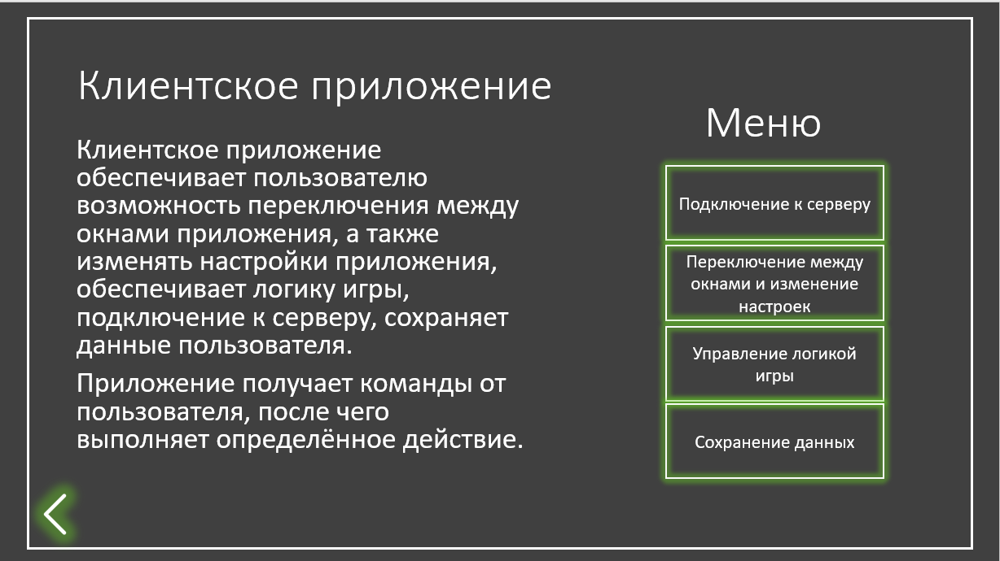 Клиентское приложение
Клиентское приложение
обеспечивает пользователю
возможность переключения между
окнами приложения, а также
изменять настройки приложения,
обеспечивает логику игры,
подключение к серверу, сохраняет
данные пользователя.
Приложение получает команды от
пользователя, после чего
выполняет определённое действие.
Меню
Подключение к серверу
Переключение между
окнами и изменение
настроек
Управление логикой
игры
Сохранение данных